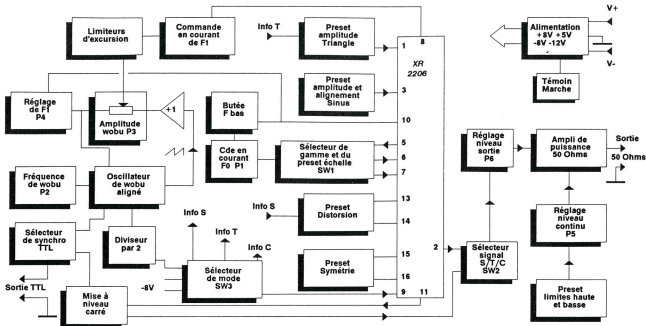 Limiteurs
d'excursion
Commande
en courant
de F1
Info T
Preset
amplitude
Triangle
1
8
XR
2206
Alimentation
+8V +5V
-8V -12V
V+
V-
Témoin
Marche
Réglage
de F1
P4
Amplitude
wobu P3
+1
Butée
F bas
Preset
amplitude et
alignement
Sinus
3
10
Fréquence
de wobu
P2
Oscillateur
de wobu
aligné
Cde en
courant
F0 P1
Sélecteur de
gamme et du
preset échelle
SW1
5
6
7
Réglage
niveau
sortie
P6
Ampli de
puissance
50 Ohms
Sortie
50 Ohms
Sélecteur
de synchro
TTL
Diviseur
par 2
Info S
Info T
Info C
Info S
Preset
Distorsion
13
14
Réglage
niveau
continu
P5
Sortie TTL
Mise à
niveau
carré
-8V
Sélecteur
de mode
SW3
Preset
Symétrie
15
16
9
11
2
Sélecteur
signal
S/T/C
SW2
Preset
limites haute
et basse